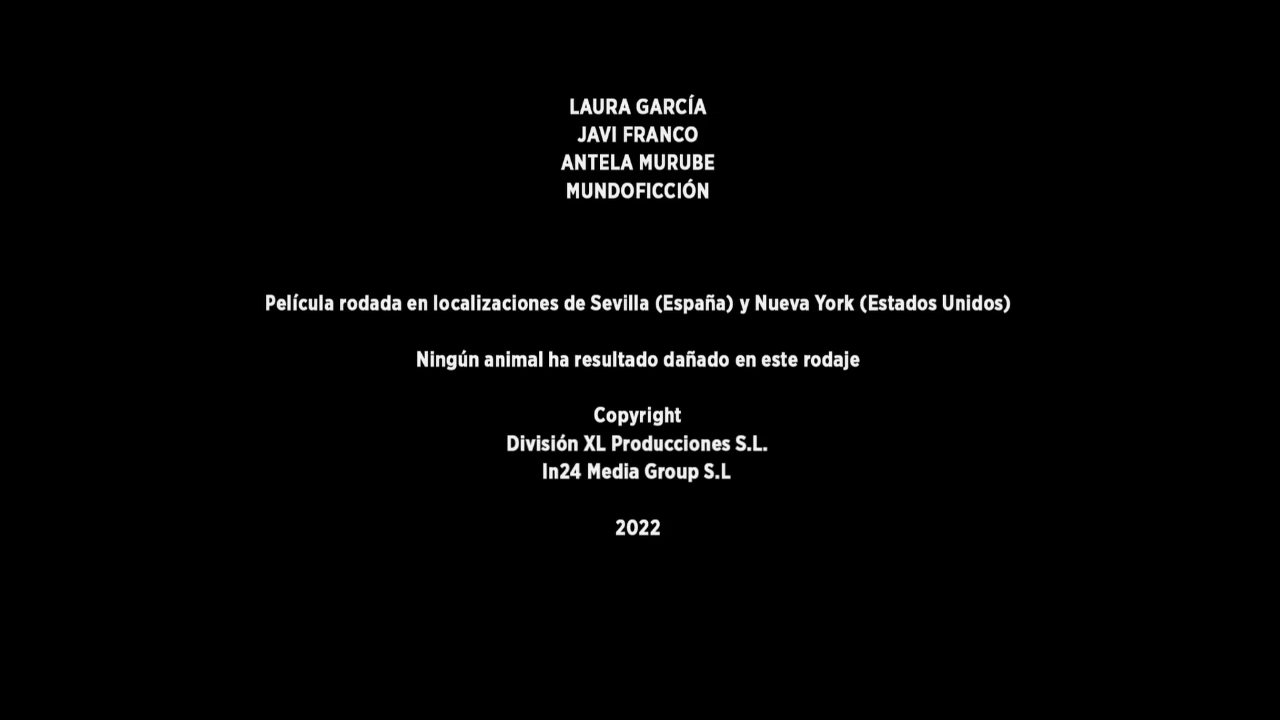 LAURA GARCÍA
JAVI FRANCO
ANTELA MURUBE
MUNDOFICCIÓN
Película rodada en localizaciones de Sevilla (España) y Nueva York (Estados Unidos)
Ningún animal ha resultado dañado en este rodaje
Copyright
División XL Producciones S.L.
In24 Media Group S.L
2022